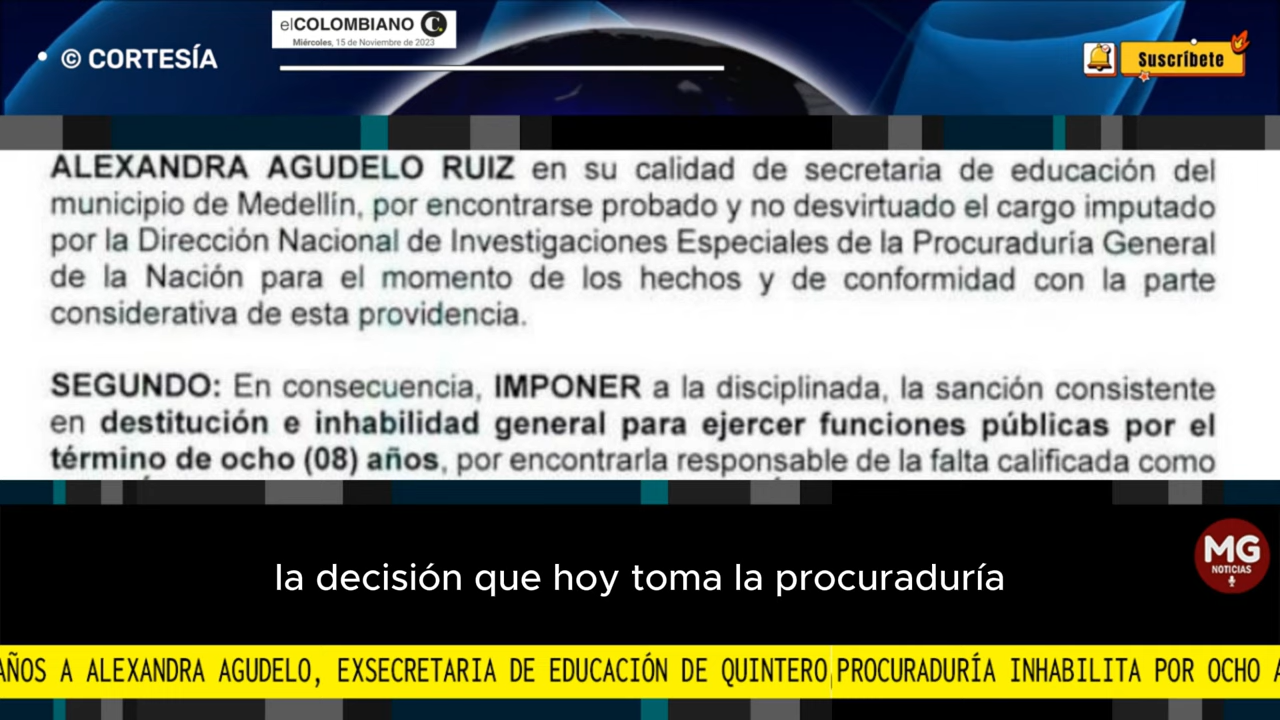 elCOLOMBIANO
Miércoles, 15 de Noviembre de 2023
© CORTESÍA
Suscríbete
ALEXANDRA AGUDELO RUIZ en su calidad de secretaria de educación del
municipio de Medellín, por encontrarse probado y no desvirtuado el cargo imputado
por la Dirección Nacional de Investigaciones Especiales de la Procuraduría General
de la Nación para el momento de los hechos y de conformidad con la parte
considerativa de esta providencia.
SEGUNDO: En consecuencia, IMPONER a la disciplinada, la sanción consistente
en destitución e inhabilidad general para ejercer funciones públicas por el
término de ocho (08) años, por encontrarla responsable de la falta calificada como
la decisión que hoy toma la procuraduría
MG
NOTICIAS
AÑOS A ALEXANDRA AGUDELO, EXSECRETARIA DE EDUCACIÓN DE QUINTERO PROCURADURÍA INHABILITA POR OCHO A